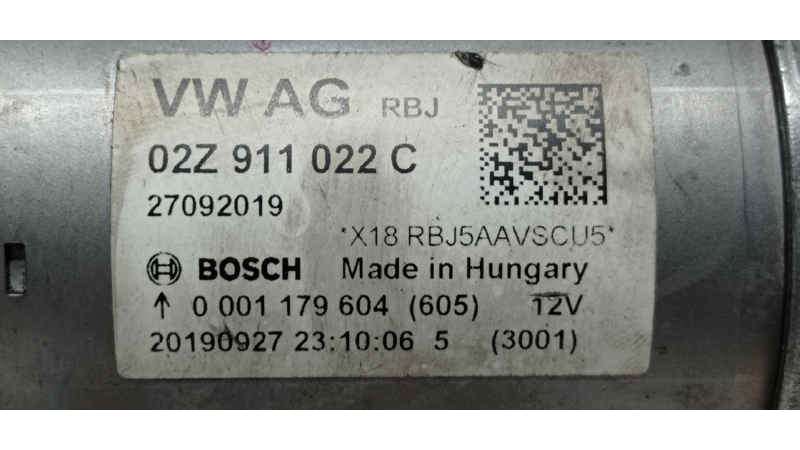 VW AG RBJ
02Z 911 022 C
27092019
*X18 RBJ5AAVSCU5*
BOSCH Made in Hungary
↑ 0 001 179 604 (605) 12V
20190927 23:10:06 5 (3001)